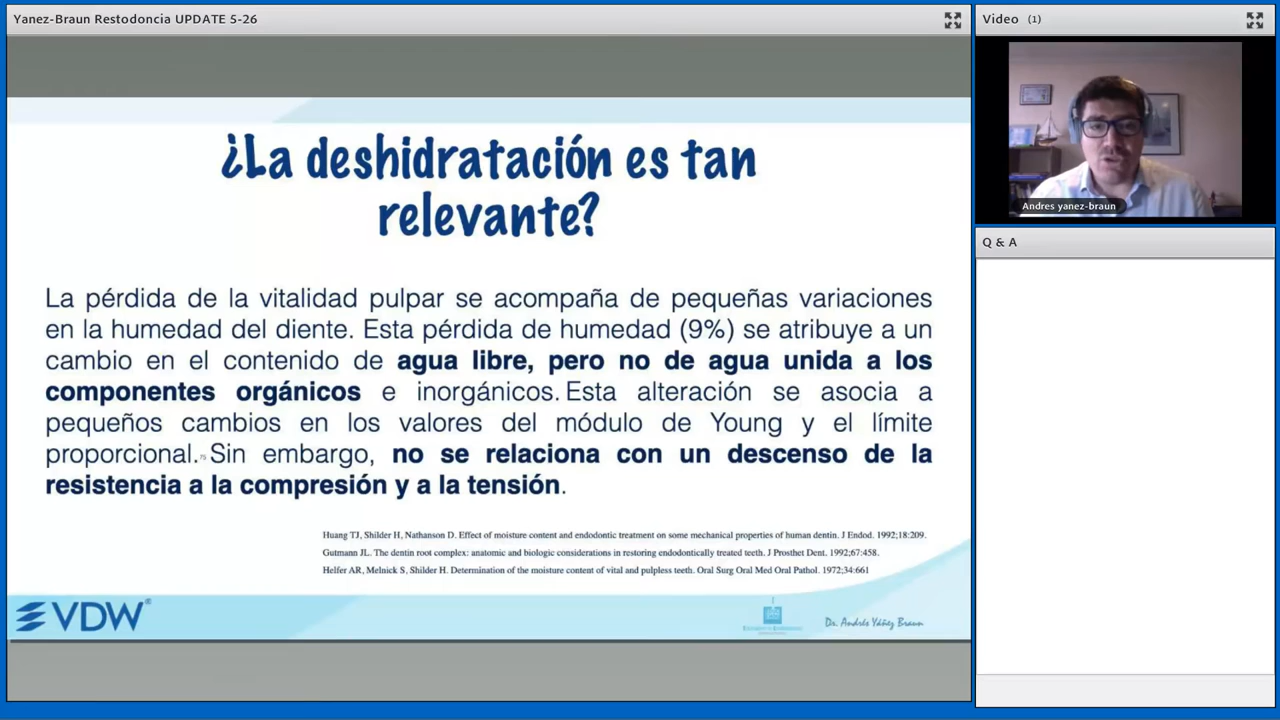 Yanez-Braun Restodoncia UPDATE 5-26
Video (1)
Andres yanez-braun
Q & A
¿La deshidratación es tan
relevante?
La pérdida de la vitalidad pulpar se acompaña de pequeñas variaciones
en la humedad del diente. Esta pérdida de humedad (9%) se atribuye a un
cambio en el contenido de agua libre, pero no de agua unida a los
componentes orgánicos e inorgánicos. Esta alteración se asocia a
pequeños cambios en los valores del módulo de Young y el límite
proporcional. Sin embargo, no se relaciona con un descenso de la
resistencia a la compresión y a la tensión.
Huang TJ, Shilder H, Nathanson D. Effect of moisture content and endodontic treatment on some mechanical properties of human dentin. J Endod. 1992;18:209.
Gutmann JL. The dentin root complex: anatomic and biologic considerations in restoring endodontically treated teeth. J Prosthet Dent. 1992;67:458.
Helfer AR, Melnick S, Shilder H. Determination of the moisture content of vital and pulpless teeth. Oral Surg Oral Med Oral Pathol. 1972;34:661
VDW®
Dr. Andrés Yáñez Braun